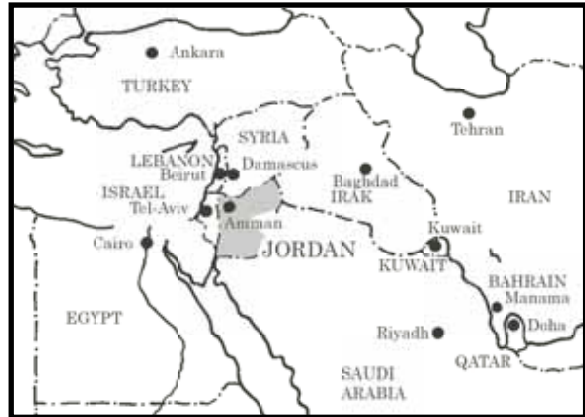 Ankara
TURKEY
SYRIA
Tehran
LEBANON
Beirut
Damascus
ISRAEL
Tel-Aviv
Baghdad
IRAK
IRAN
Amman
Cairo
JORDAN
Kuwait
KUWAIT
BAHRAIN
Manama
EGYPT
Riyadh
Doha
QATAR
SAUDI
ARABIA